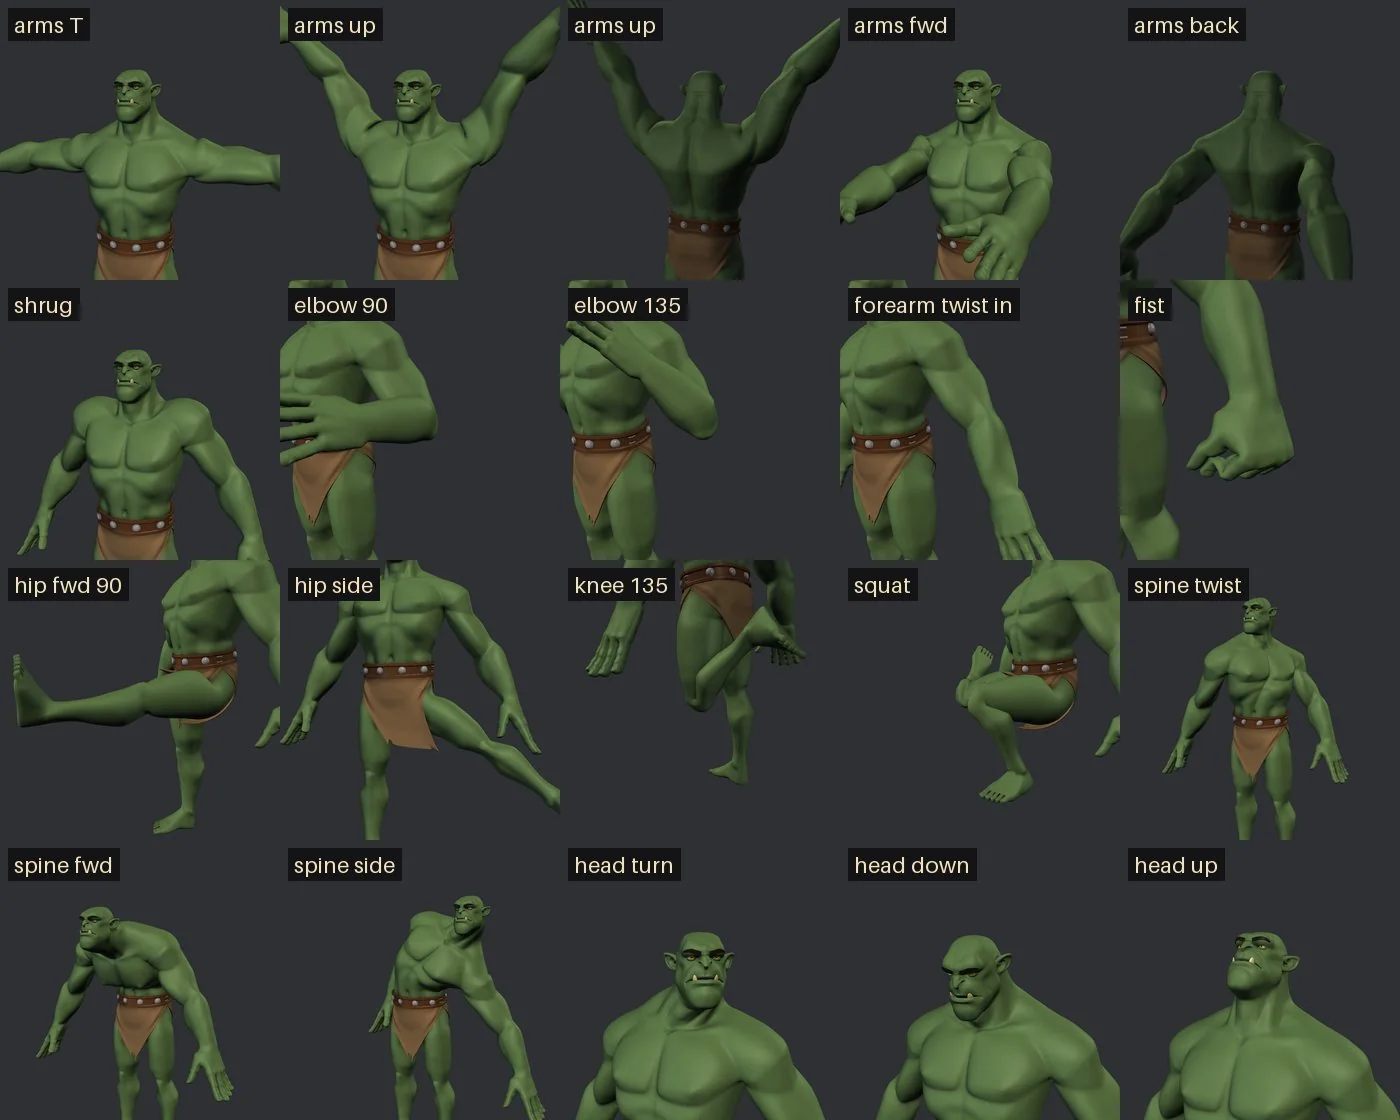 arms T
arms up
arms up
arms fwd
arms back
shrug
elbow 90
elbow 135
forearm twist in
fist
hip fwd 90
hip side
knee 135
squat
spine twist
spine fwd
spine side
head turn
head down
head up